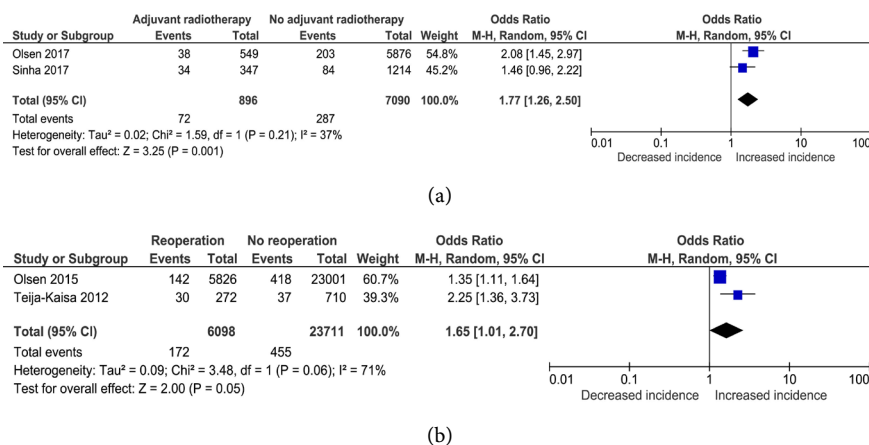 Adjuvant radiotherapy No adjuvant radiotherapy Odds Ratio Odds Ratio
Study or Subgroup Events Total Events Total Weight M-H, Random, 95% CI M-H, Random, 95% CI
Olsen 2017 38 549 203 5876 54.8% 2.08 [1.45, 2.97]
Sinha 2017 34 347 84 1214 45.2% 1.46 [0.96, 2.22]
Total (95% CI) 896 7090 100.0% 1.77 [1.26, 2.50]
Total events 72 287
Heterogeneity: Tau² = 0.02; Chi² = 1.59, df = 1 (P = 0.21); I² = 37%
Test for overall effect: Z = 3.25 (P = 0.001)
0.01 0.1 1 10 100
Decreased incidence Increased incidence
(a)
Reoperation No reoperation Odds Ratio Odds Ratio
Study or Subgroup Events Total Events Total Weight M-H, Random, 95% CI M-H, Random, 95% CI
Olsen 2015 142 5826 418 23001 60.7% 1.35 [1.11, 1.64]
Teija-Kaisa 2012 30 272 37 710 39.3% 2.25 [1.36, 3.73]
Total (95% CI) 6098 23711 100.0% 1.65 [1.01, 2.70]
Total events 172 455
Heterogeneity: Tau² = 0.09; Chi² = 3.48, df = 1 (P = 0.06); I² = 71%
Test for overall effect: Z = 2.00 (P = 0.05)
0.01 0.1 1 10 100
Decreased incidence Increased incidence
(b)